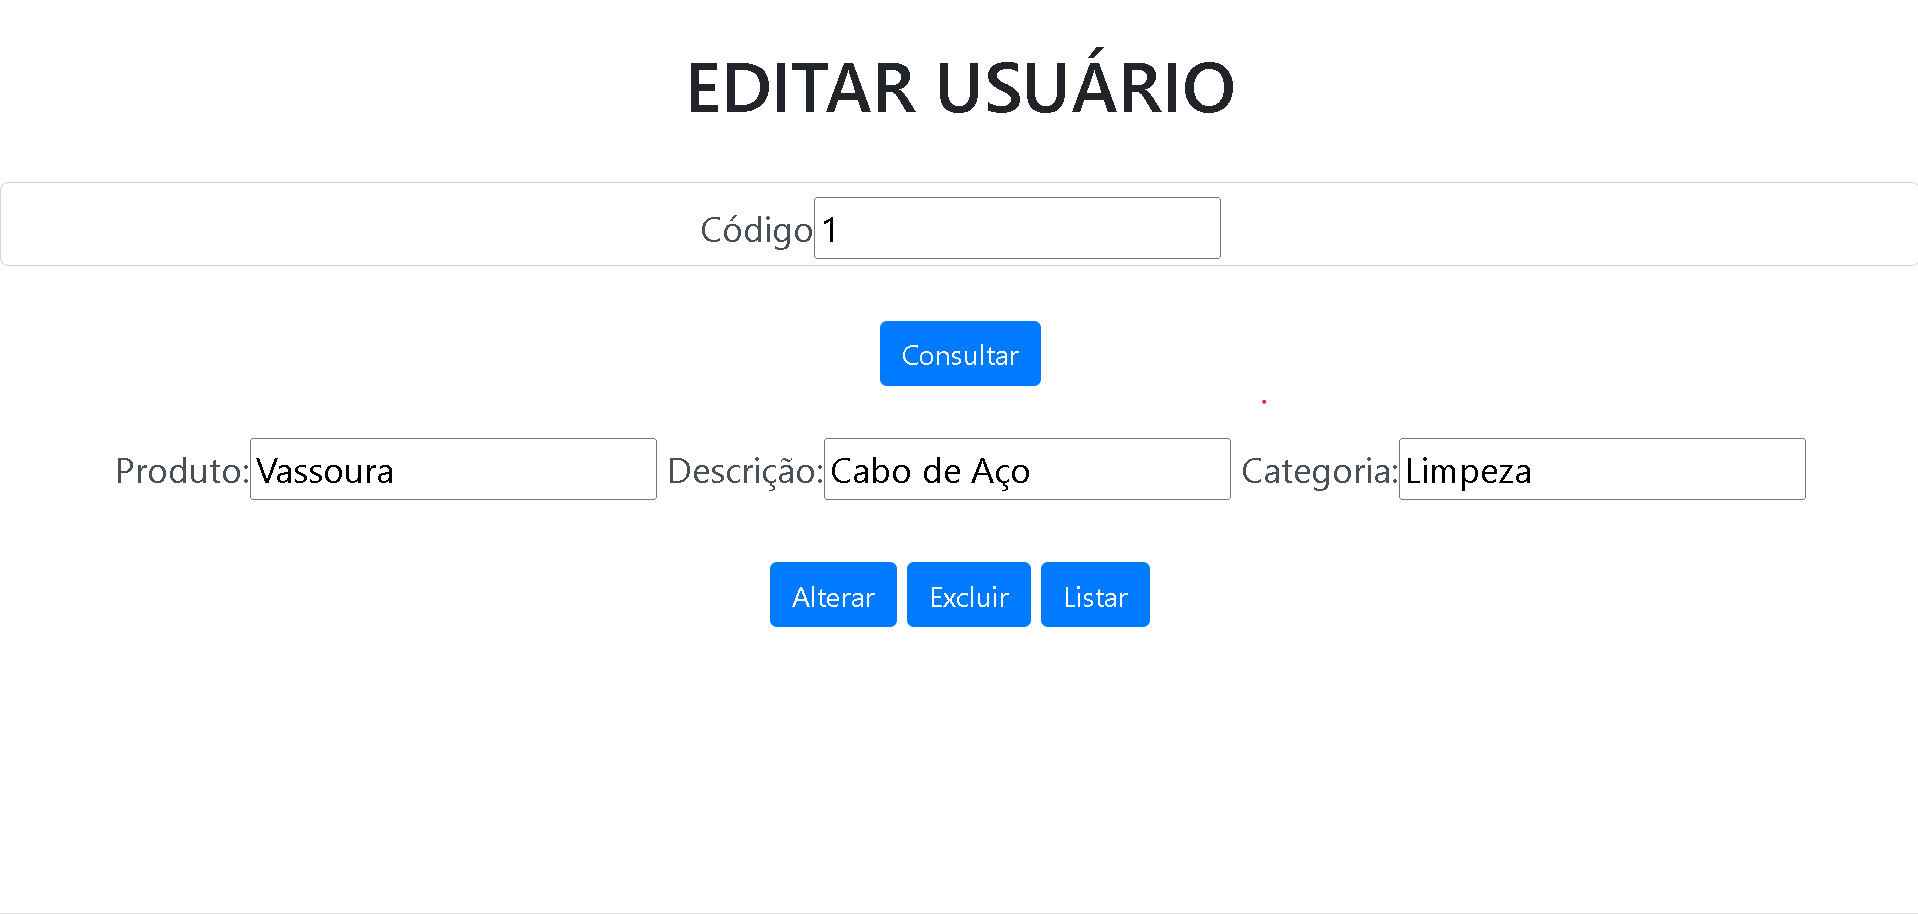 EDITAR USUÁRIO
Código 1
Consultar
Produto: Vassoura Descrição: Cabo de Aço Categoria: Limpeza
Alterar Excluir Listar